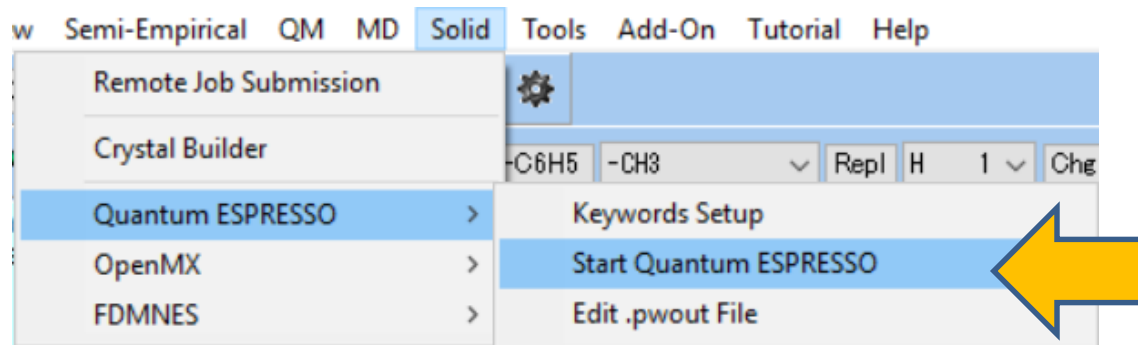 w Semi-Empirical QM MD Solid Tools Add-On Tutorial Help
Remote Job Submission
Crystal Builder
-C6H5 -CH3 Repl H 1 Chg
Quantum ESPRESSO > Keywords Setup
OpenMX > Start Quantum ESPRESSO
FDMNES > Edit .pwout File